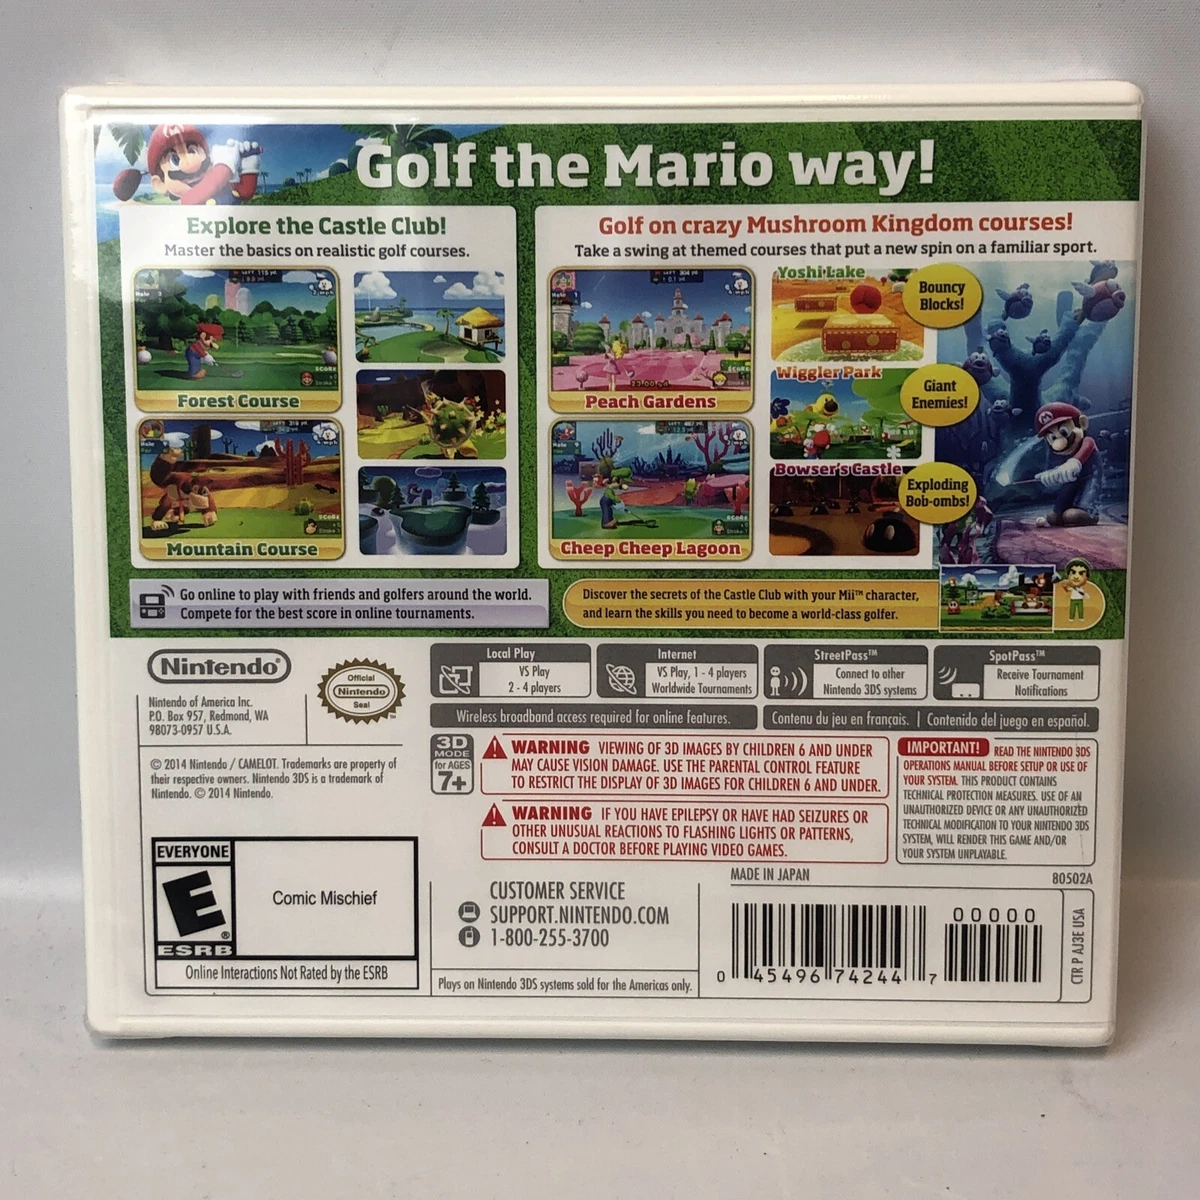 Golf the Mario way!
Explore the Castle Club!
Master the basics on realistic golf courses.
Forest Course
Mountain Course
Golf on crazy Mushroom Kingdom courses!
Take a swing at themed courses that put a new spin on a familiar sport.
Peach Gardens
Cheep Cheep Lagoon
Yoshi Lake
Bouncy
Blocks!
Wiggler Park
Giant
Enemies!
Bowser's Castle
Exploding
Bob-ombs!
Go online to play with friends and golfers around the world.
Compete for the best score in online tournaments.
Discover the secrets of the Castle Club with your Mii™ character,
and learn the skills you need to become a world-class golfer.
Nintendo®
Nintendo of America Inc.
P.O. Box 957, Redmond, WA
98073-0957 U.S.A.
Official
Nintendo
Seal
™
Local Play
VS Play
2 - 4 players
Internet
VS Play, 1 - 4 players
Worldwide Tournaments
StreetPass™
Connect to other
Nintendo 3DS systems
SpotPass™
Receive Tournament
Notifications
Wireless broadband access required for online features.
Contenu du jeu en français. | Contenido del juego en español.
© 2014 Nintendo / CAMELOT. Trademarks are property of
their respective owners. Nintendo 3DS is a trademark of
Nintendo. © 2014 Nintendo.
3D
MODE
for AGES
7+
WARNING VIEWING OF 3D IMAGES BY CHILDREN 6 AND UNDER
MAY CAUSE VISION DAMAGE. USE THE PARENTAL CONTROL FEATURE
TO RESTRICT THE DISPLAY OF 3D IMAGES FOR CHILDREN 6 AND UNDER.
WARNING IF YOU HAVE EPILEPSY OR HAVE HAD SEIZURES OR
OTHER UNUSUAL REACTIONS TO FLASHING LIGHTS OR PATTERNS,
CONSULT A DOCTOR BEFORE PLAYING VIDEO GAMES.
IMPORTANT! READ THE NINTENDO 3DS
OPERATIONS MANUAL BEFORE SETUP OR USE OF
YOUR SYSTEM. THIS PRODUCT CONTAINS
TECHNICAL PROTECTION MEASURES. USE OF AN
UNAUTHORIZED DEVICE OR ANY UNAUTHORIZED
TECHNICAL MODIFICATION TO YOUR NINTENDO 3DS
SYSTEM, WILL RENDER THIS GAME AND/OR
YOUR SYSTEM UNPLAYABLE.
EVERYONE
E
®
ESRB
Comic Mischief
Online Interactions Not Rated by the ESRB
CUSTOMER SERVICE
SUPPORT.NINTENDO.COM
1-800-255-3700
Plays on Nintendo 3DS systems sold for the Americas only.
MADE IN JAPAN
80502A
00000
0 45496 74244 7
CTR P AJ3E USA